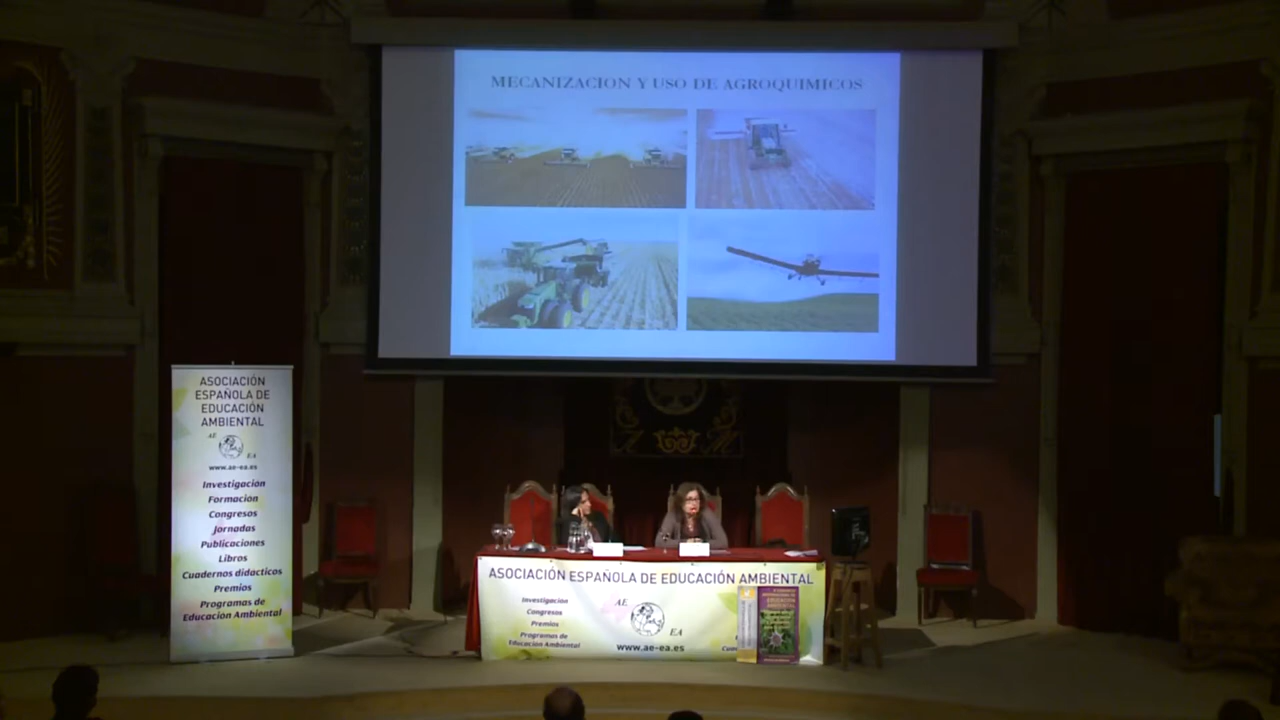 MECANIZACION Y USO DE AGROQUIMICOS
ASOCIACIÓN
ESPAÑOLA DE
EDUCACIÓN
AMBIENTAL
AE
EA
www.ae-ea.es
Investigación
Formación
Congresos
Jornadas
Publicaciones
Libros
Cuadernos didácticos
Premios
Programas de
Educación Ambiental
ASOCIACIÓN ESPAÑOLA DE EDUCACIÓN AMBIENTAL
Investigación
Congresos
Premios
Programas de
Educación Ambiental
AE
EA
www.ae-ea.es
EDUCACIÓN
AMBIENTAL